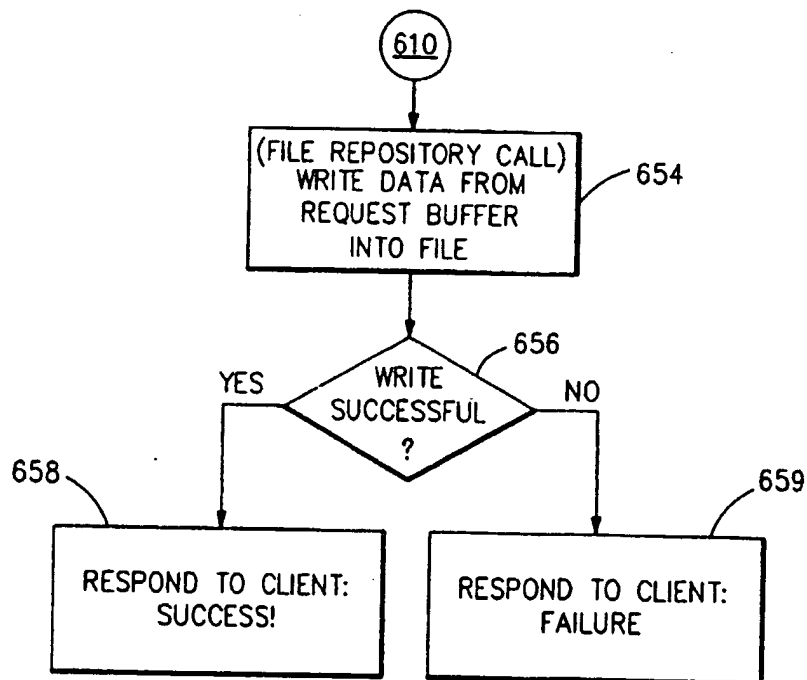 610
(FILE REPOSITORY CALL)
WRITE DATA FROM
REQUEST BUFFER
INTO FILE
654
656
WRITE
SUCCESSFUL
?
YES
NO
658
659
RESPOND TO CLIENT:
SUCCESS!
RESPOND TO CLIENT:
FAILURE